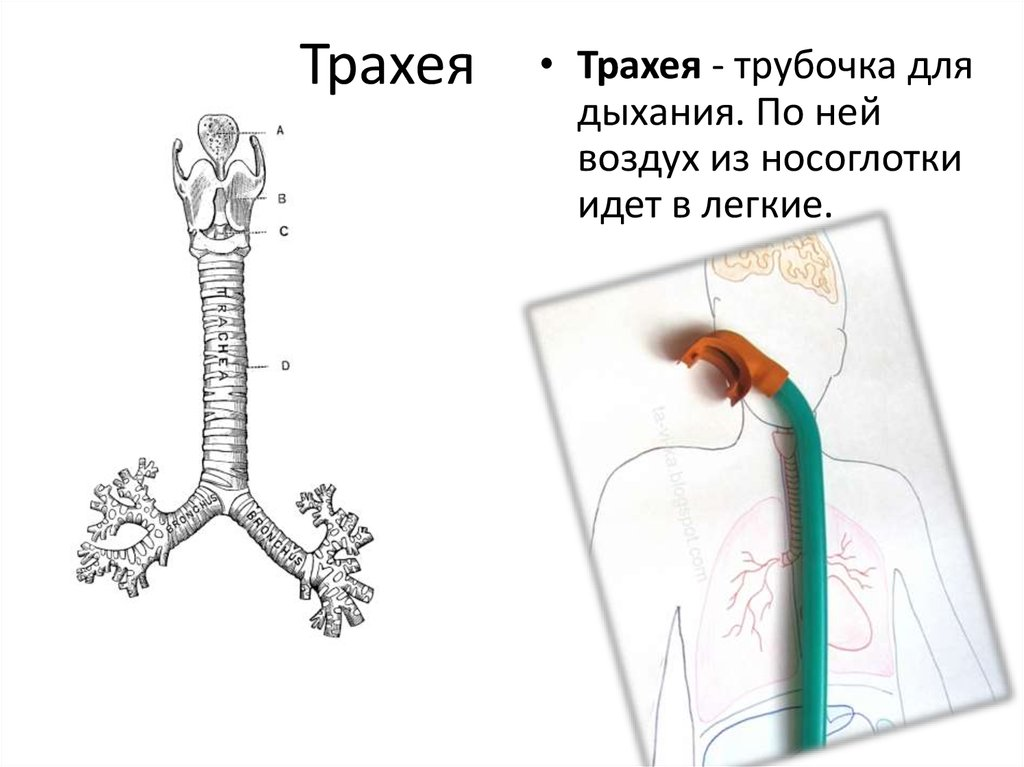 Трахея
• Трахея - трубочка для
дыхания. По ней
воздух из носоглотки
идет в легкие.
A
B
C
TRACHEA
D
BRONCHUS
BRONCHUS